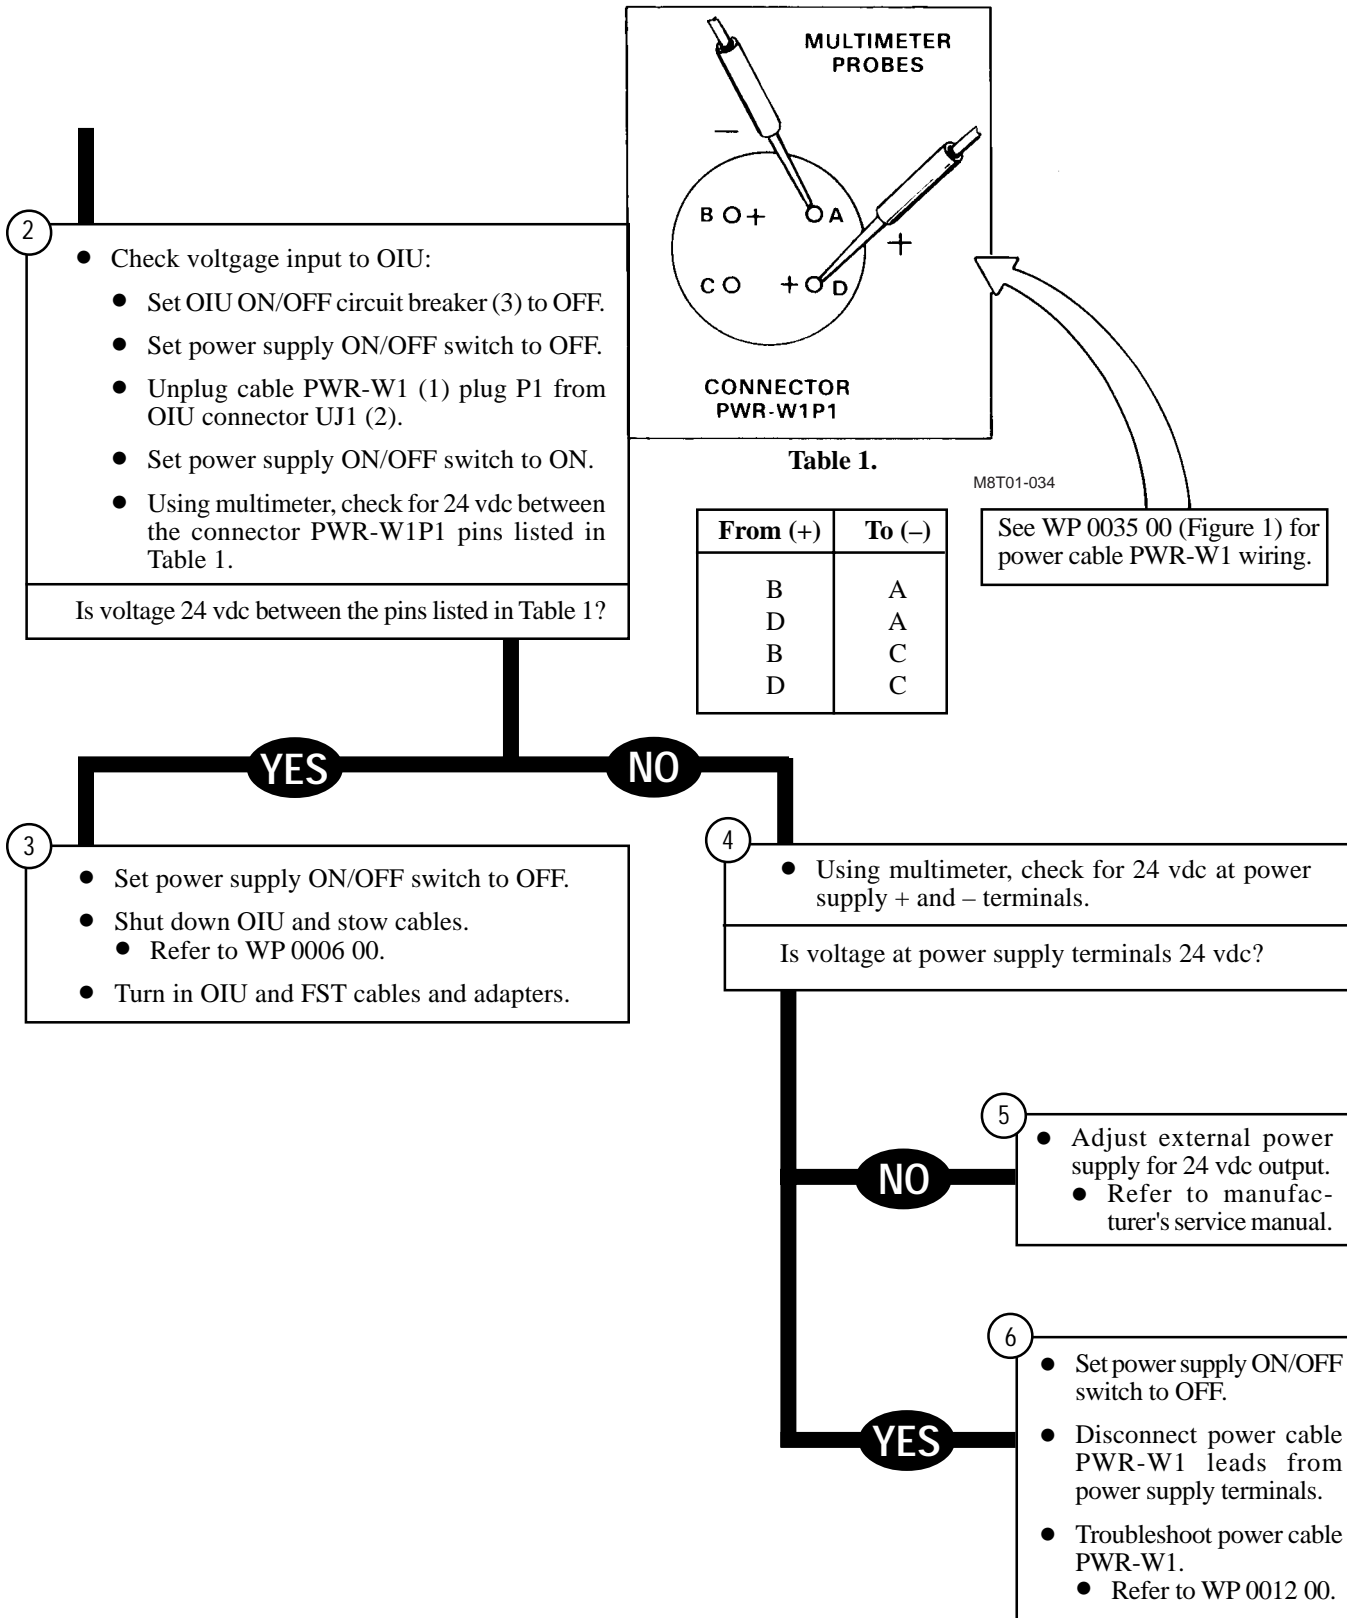 MULTIMETER
PROBES
−
B +
A
+
C
+ D
CONNECTOR
PWR-W1P1
2
● Check voltgage input to OIU:
● Set OIU ON/OFF circuit breaker (3) to OFF.
● Set power supply ON/OFF switch to OFF.
● Unplug cable PWR-W1 (1) plug P1 from
OIU connector UJ1 (2).
● Set power supply ON/OFF switch to ON.
● Using multimeter, check for 24 vdc between
the connector PWR-W1P1 pins listed in
Table 1.
Is voltage 24 vdc between the pins listed in Table 1?
Table 1.
M8T01-034
From (+) To (–)
B A
D A
B C
D C
See WP 0035 00 (Figure 1) for
power cable PWR-W1 wiring.
YES
NO
3
● Set power supply ON/OFF switch to OFF.
● Shut down OIU and stow cables.
● Refer to WP 0006 00.
● Turn in OIU and FST cables and adapters.
4
● Using multimeter, check for 24 vdc at power
supply + and – terminals.
Is voltage at power supply terminals 24 vdc?
NO
5
● Adjust external power
supply for 24 vdc output.
● Refer to manufac-
turer's service manual.
YES
6
● Set power supply ON/OFF
switch to OFF.
● Disconnect power cable
PWR-W1 leads from
power supply terminals.
● Troubleshoot power cable
PWR-W1.
● Refer to WP 0012 00.